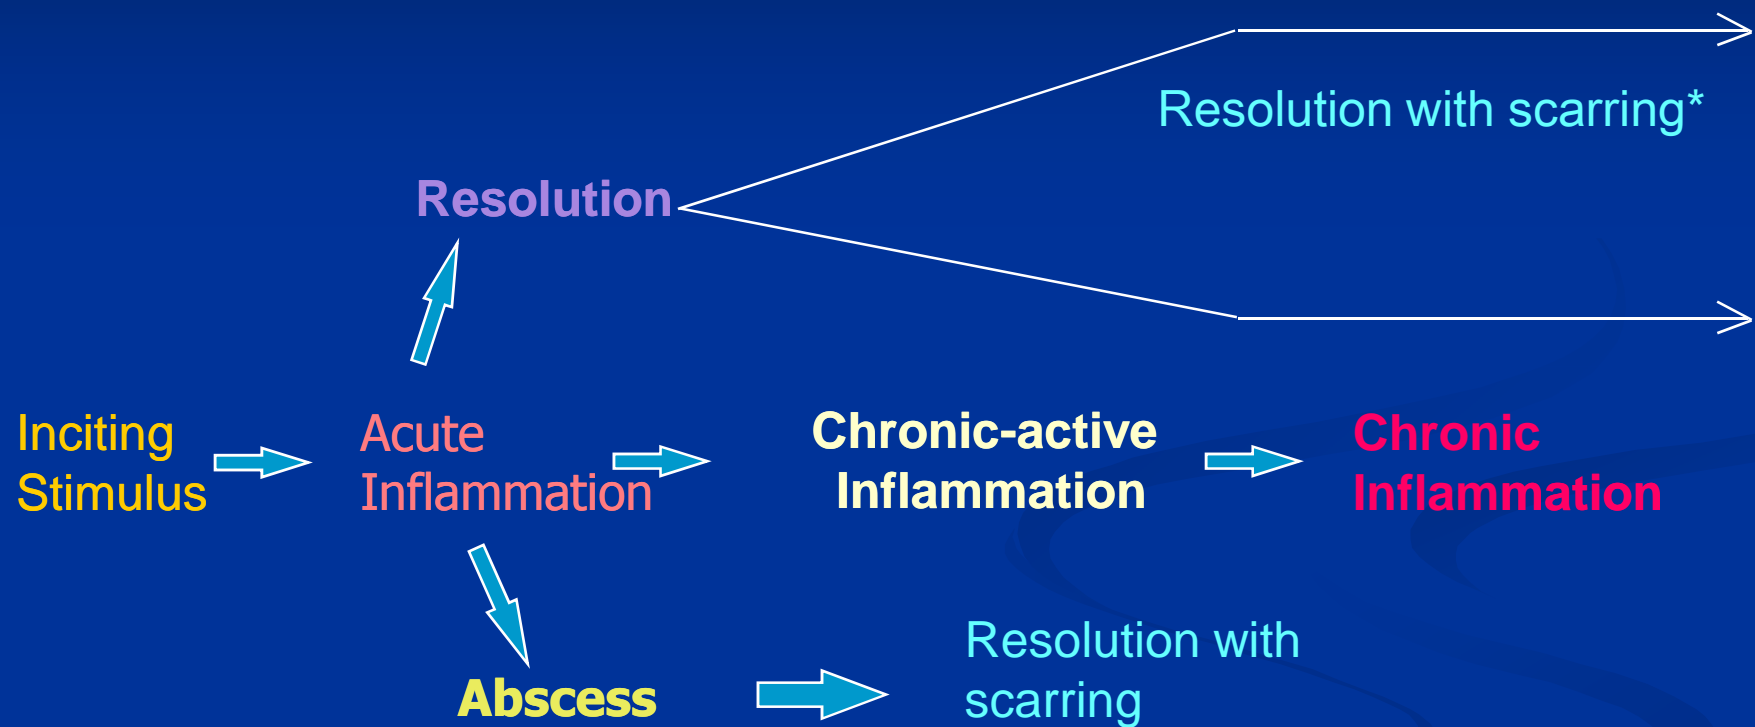 Resolution with scarring*
Resolution
Inciting
Stimulus
Acute
Inflammation
Chronic-active
Inflammation
Chronic
Inflammation
Abscess
Resolution with
scarring